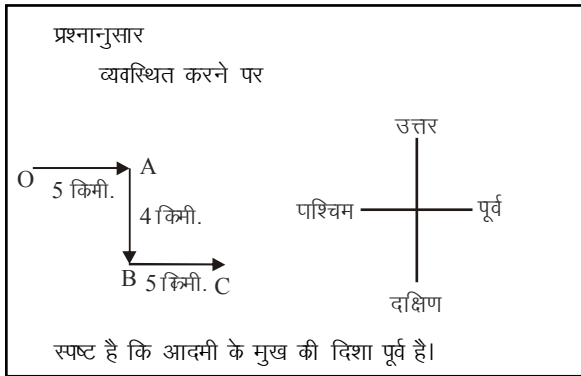 प्रश्नानुसार
व्यवस्थित करने पर
उत्तर
O
A
5 किमी.
4 किमी.
पश्चिम
पूर्व
B
5 किमी.
C
दक्षिण
स्पष्ट है कि आदमी के मुख की दिशा पूर्व है।